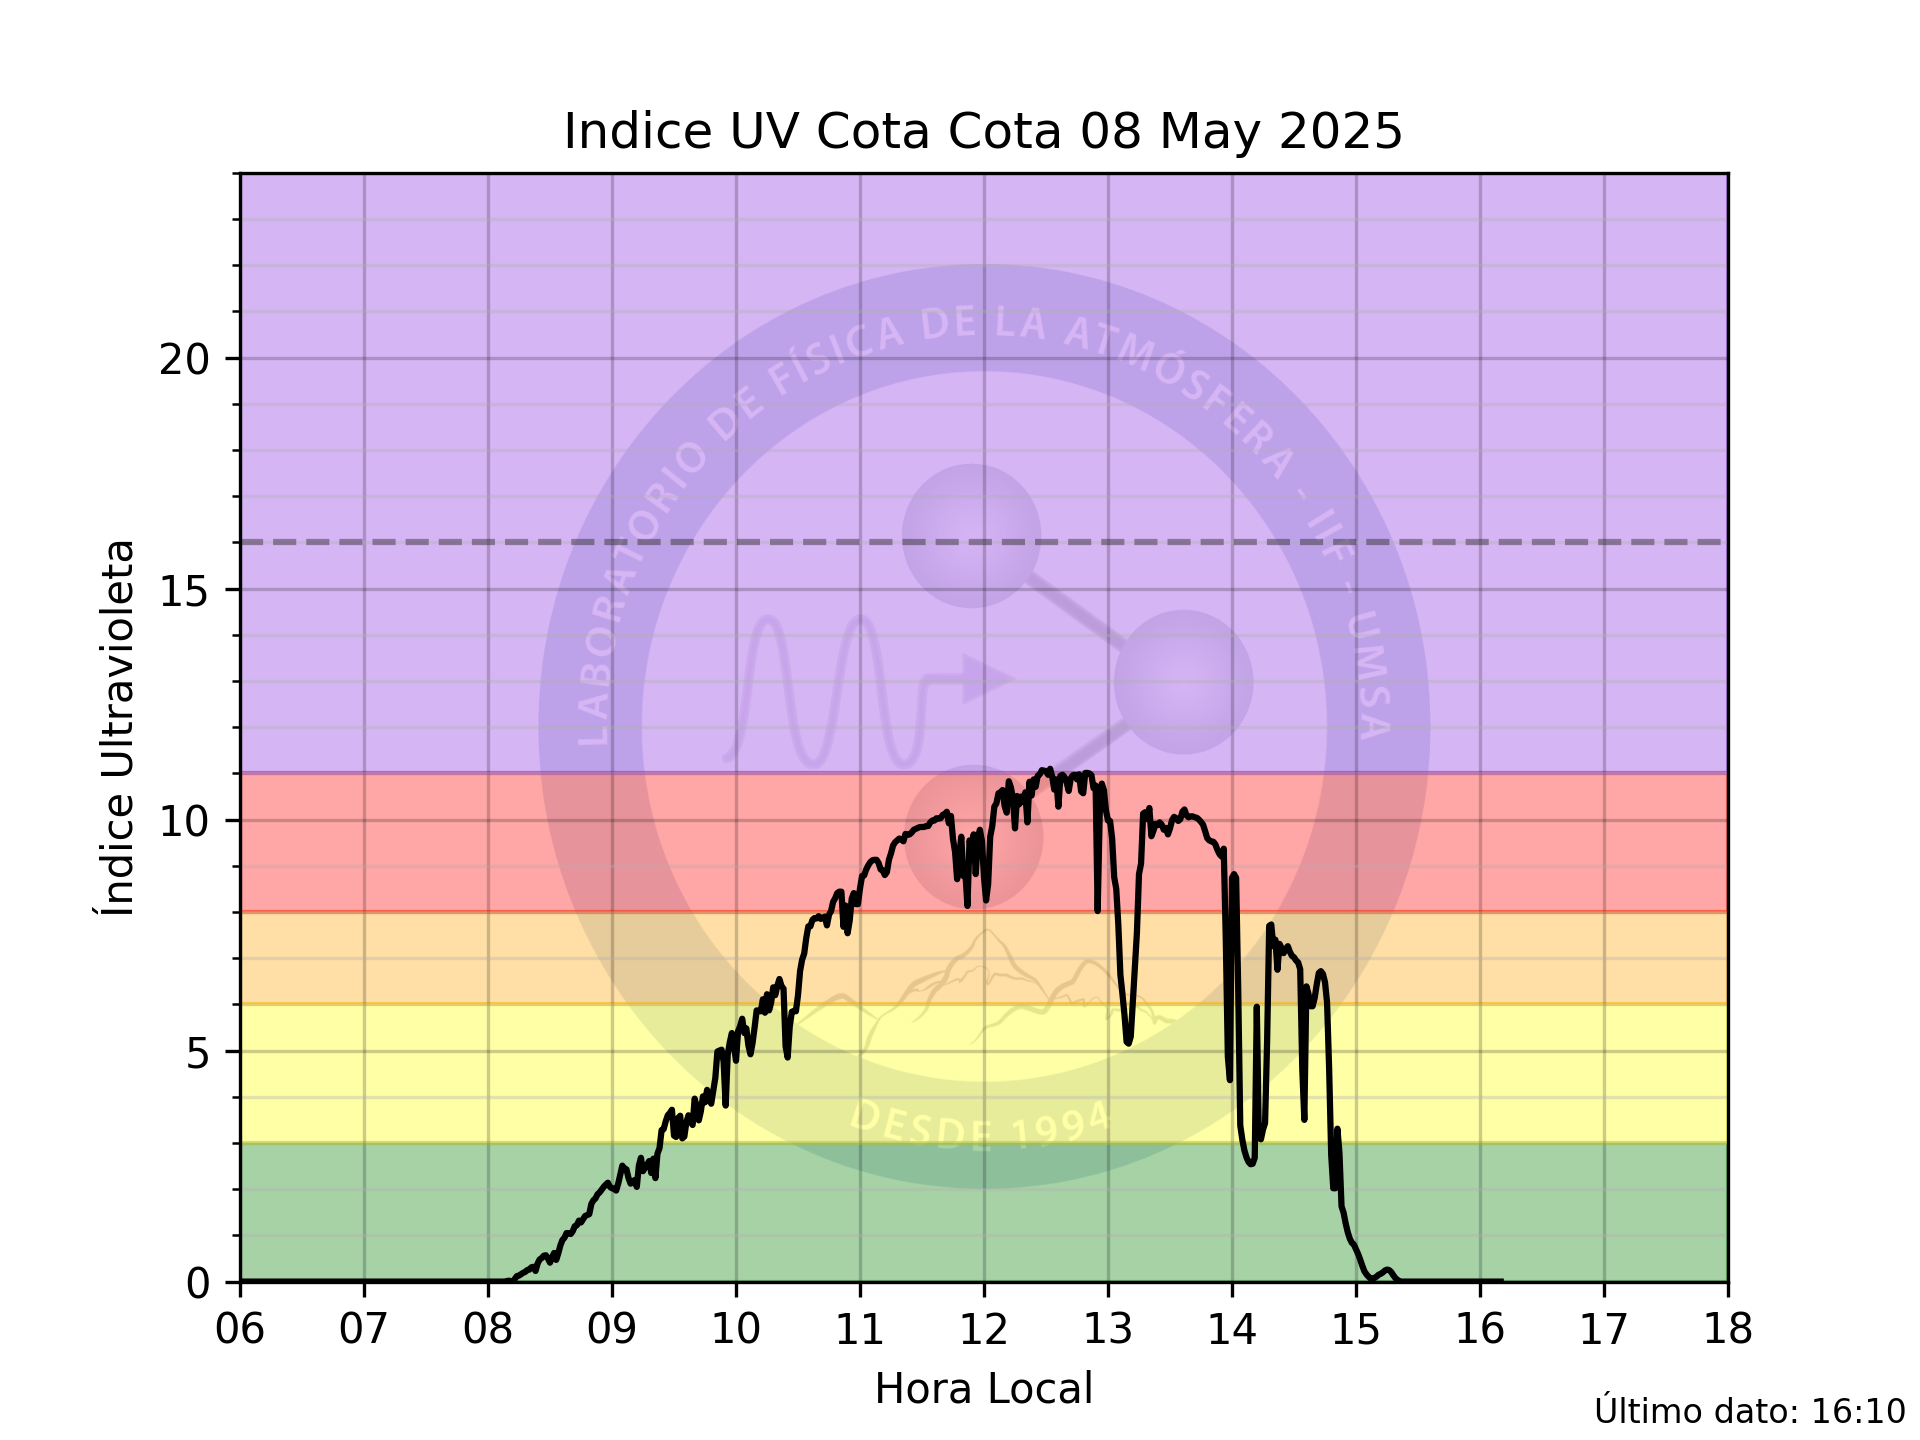 Indice UV Cota Cota 08 May 2025
LABORATORIO DE FÍSICA DE LA ATMÓSFERA - IIF - UMSA
DESDE 1994
Índice Ultravioleta
20
15
10
5
0
06 07 08 09 10 11 12 13 14 15 16 17 18
Hora Local
Último dato: 16:10